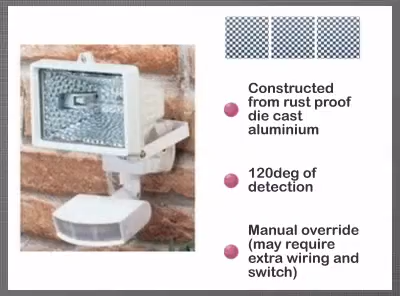 Constructed
from rust proof
die cast
aluminium
120deg of
detection
Manual override
(may require
extra wiring and
switch)